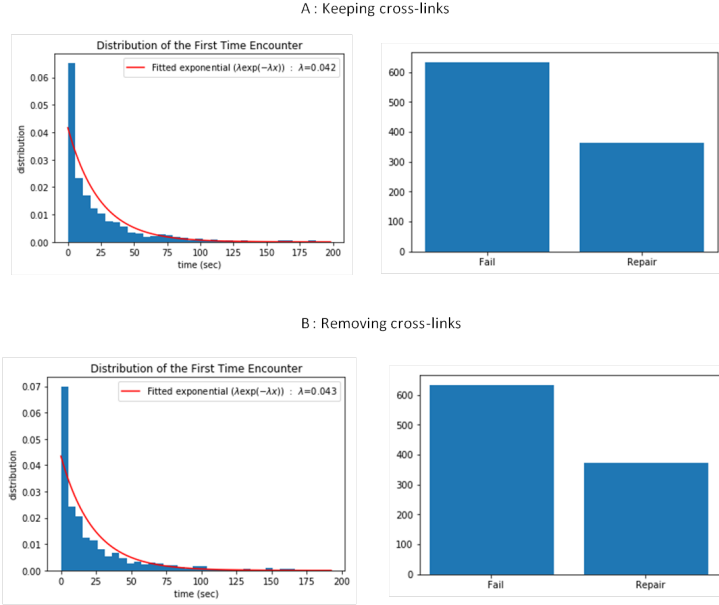 A : Keeping cross-links
Distribution of the First Time Encounter
Fitted exponential (λexp(−λx)) : λ=0.042
distribution
0.06
0.05
0.04
0.03
0.02
0.01
0.00
0 25 50 75 100 125 150 175 200
time (sec)
600
500
400
300
200
100
0
Fail Repair
B : Removing cross-links
Distribution of the First Time Encounter
Fitted exponential (λexp(−λx)) : λ=0.043
distribution
0.07
0.06
0.05
0.04
0.03
0.02
0.01
0.00
0 25 50 75 100 125 150 175 200
time (sec)
600
500
400
300
200
100
0
Fail Repair